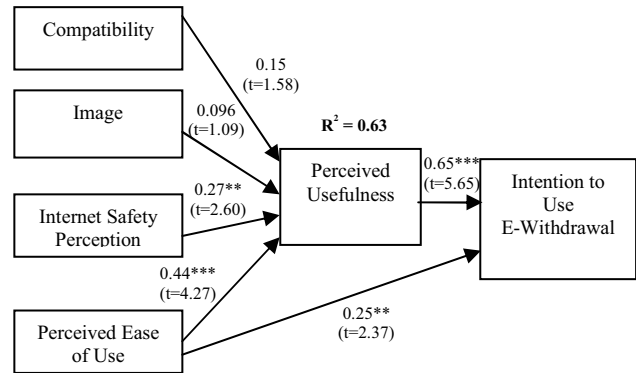 Compatibility
0.15
(t=1.58)
Image
0.096
(t=1.09)
R² = 0.63
Perceived
Usefulness
0.65***
(t=5.65)
Intention to
Use
E-Withdrawal
Internet Safety
Perception
0.27**
(t=2.60)
0.44***
(t=4.27)
Perceived Ease
of Use
0.25**
(t=2.37)